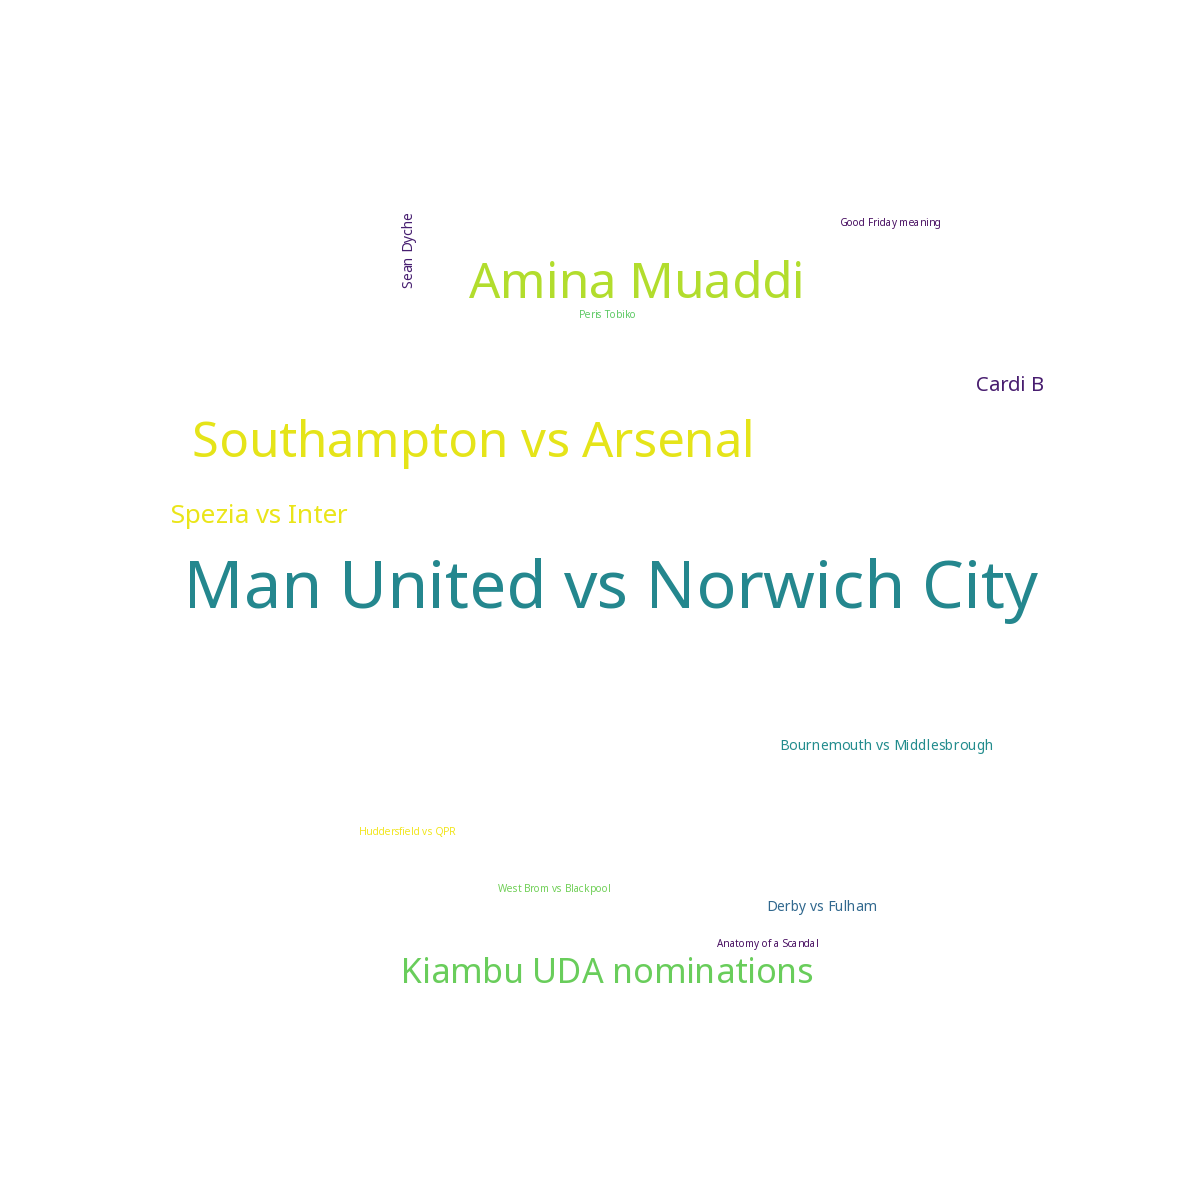 Sean Dyche
Good Friday meaning
Amina Muaddi
Peris Tobiko
Cardi B
Southampton vs Arsenal
Spezia vs Inter
Man United vs Norwich City
Bournemouth vs Middlesbrough
Huddersfield vs QPR
West Brom vs Blackpool
Derby vs Fulham
Anatomy of a Scandal
Kiambu UDA nominations